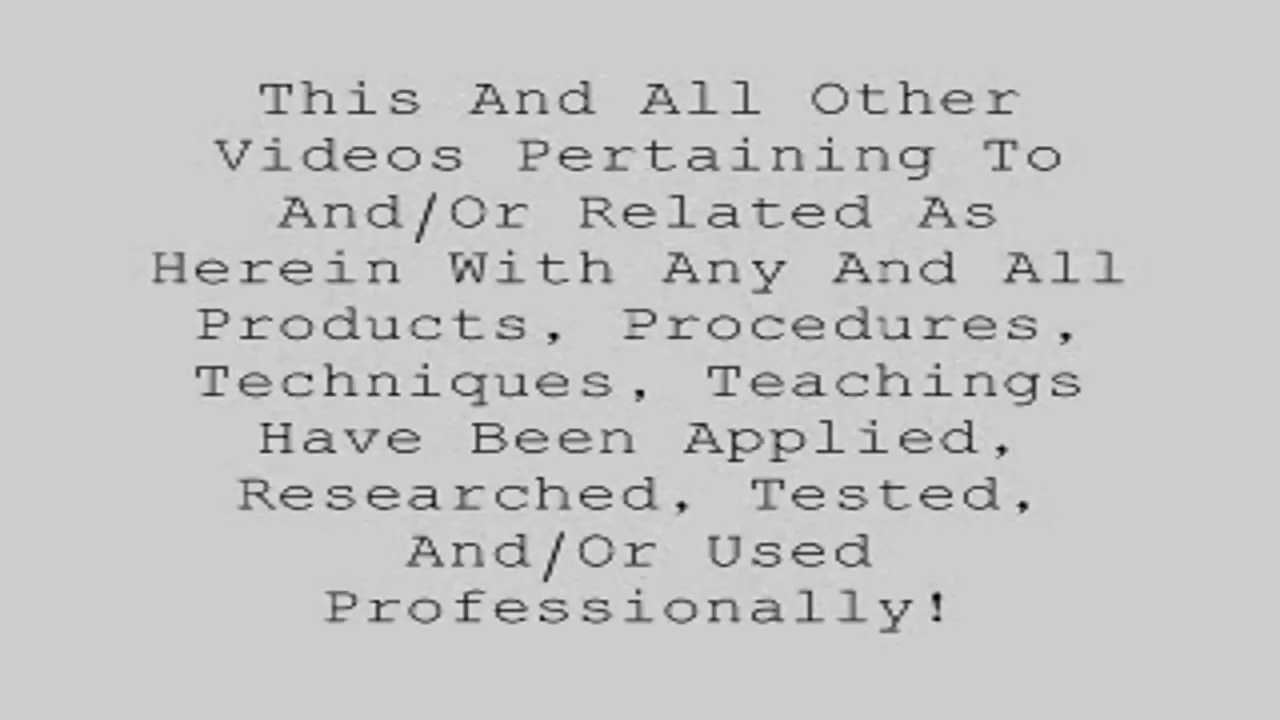 This And All Other
Videos Pertaining To
And/Or Related As
Herein With Any And All
Products, Procedures,
Techniques, Teachings
Have Been Applied,
Researched, Tested,
And/Or Used
Professionally!